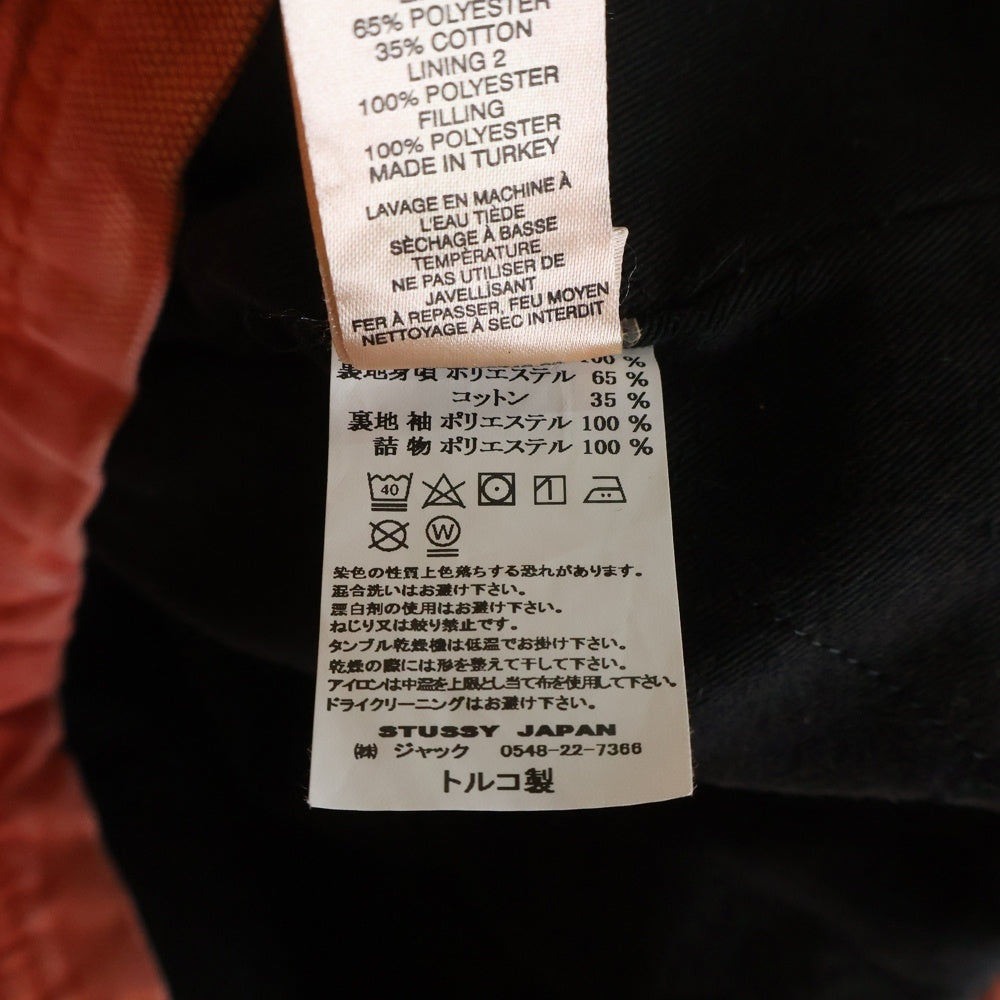 65% POLYESTER
35% COTTON
LINING 2
100% POLYESTER
FILLING
100% POLYESTER
MADE IN TURKEY
LAVAGE EN MACHINE À
L'EAU TIÈDE
SÈCHAGE À BASSE
TEMPÈRATURE
NE PAS UTILISER DE
JAVELLISANT
FER À REPASSER, FEU MOYEN
NETTOYAGE À SEC INTERDIT
100 %
裏地身頃 ポリエステル 65 %
コットン 35 %
裏地 袖 ポリエステル 100 %
詰 物 ポリエステル 100 %
40
W
染色の性質上色落ちする恐れがあります。
混合洗いはお避け下さい。
漂白剤の使用はお避け下さい。
ねじり又は絞り禁止です。
タンブル乾燥機は低温でお掛け下さい。
乾燥の際には形を整えて干して下さい。
アイロンは中温を上限とし当て布を使用して下さい。
ドライクリーニングはお避け下さい。
STUSSY JAPAN
㈱ ジャック 0548-22-7366
トルコ製